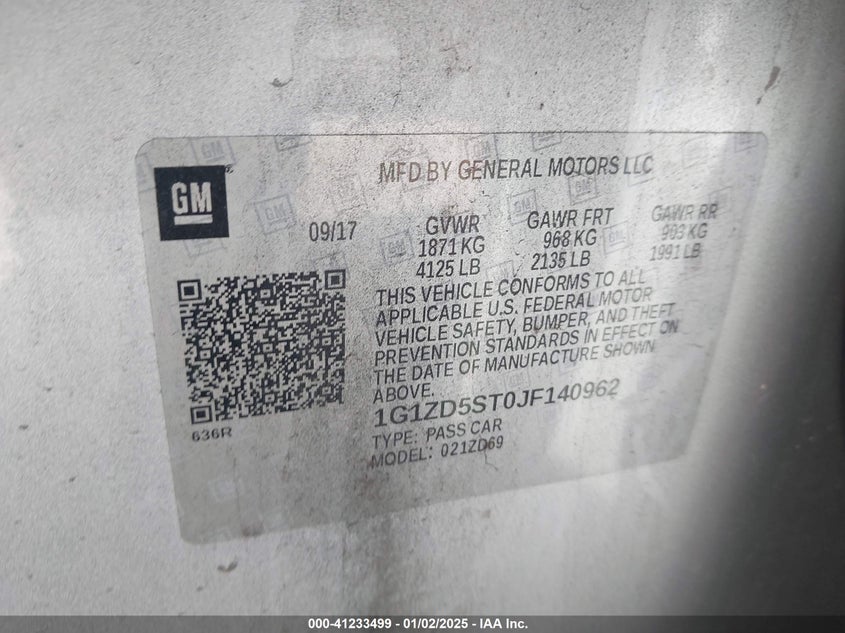 GM
MFD BY GENERAL MOTORS LLC
09/17
GVWR GAWR FRT GAWR RR
1871 KG 968 KG 903 KG
4125 LB 2135 LB 1991 LB
THIS VEHICLE CONFORMS TO ALL
APPLICABLE U.S. FEDERAL MOTOR
VEHICLE SAFETY, BUMPER, AND THEFT
PREVENTION STANDARDS IN EFFECT ON
THE DATE OF MANUFACTURE SHOWN
ABOVE.
1G1ZD5ST0JF140962
TYPE: PASS CAR
MODEL: 021ZD69
636R
000-41233499 - 01/02/2025 - IAA Inc.